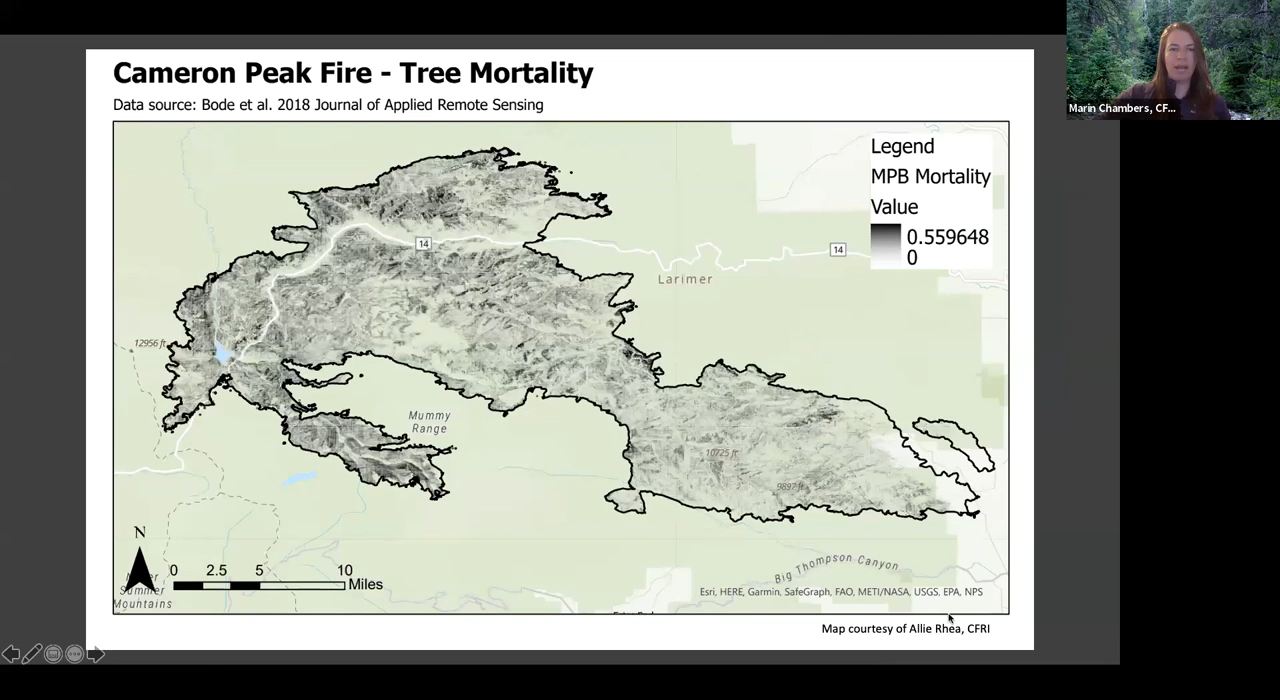 Cameron Peak Fire - Tree Mortality
Data source: Bode et al. 2018 Journal of Applied Remote Sensing
Marin Chambers, CF...
Legend
MPB Mortality
Value
0.559648
0
14
14
Larimer
12956 ft
Mummy
Range
10725 ft
9897 ft
N
0 2.5 5 10
Miles
Summer
Mountains
Big Thompson Canyon
Esri, HERE, Garmin, SafeGraph, FAO, METI/NASA, USGS, EPA, NPS
Map courtesy of Allie Rhea, CFRI